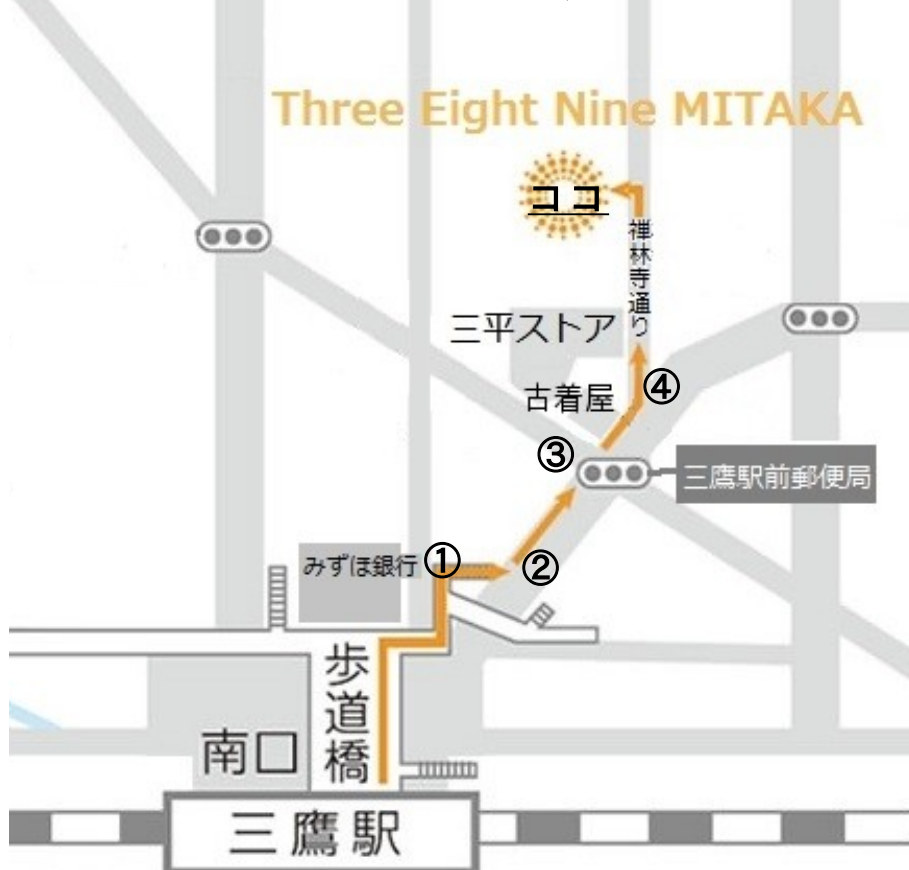 Three Eight Nine MITAKA
ココ
禅林寺通り
三平ストア
古着屋
④
③
三鷹駅前郵便局
みずほ銀行
①
②
歩道橋
南口
三鷹駅